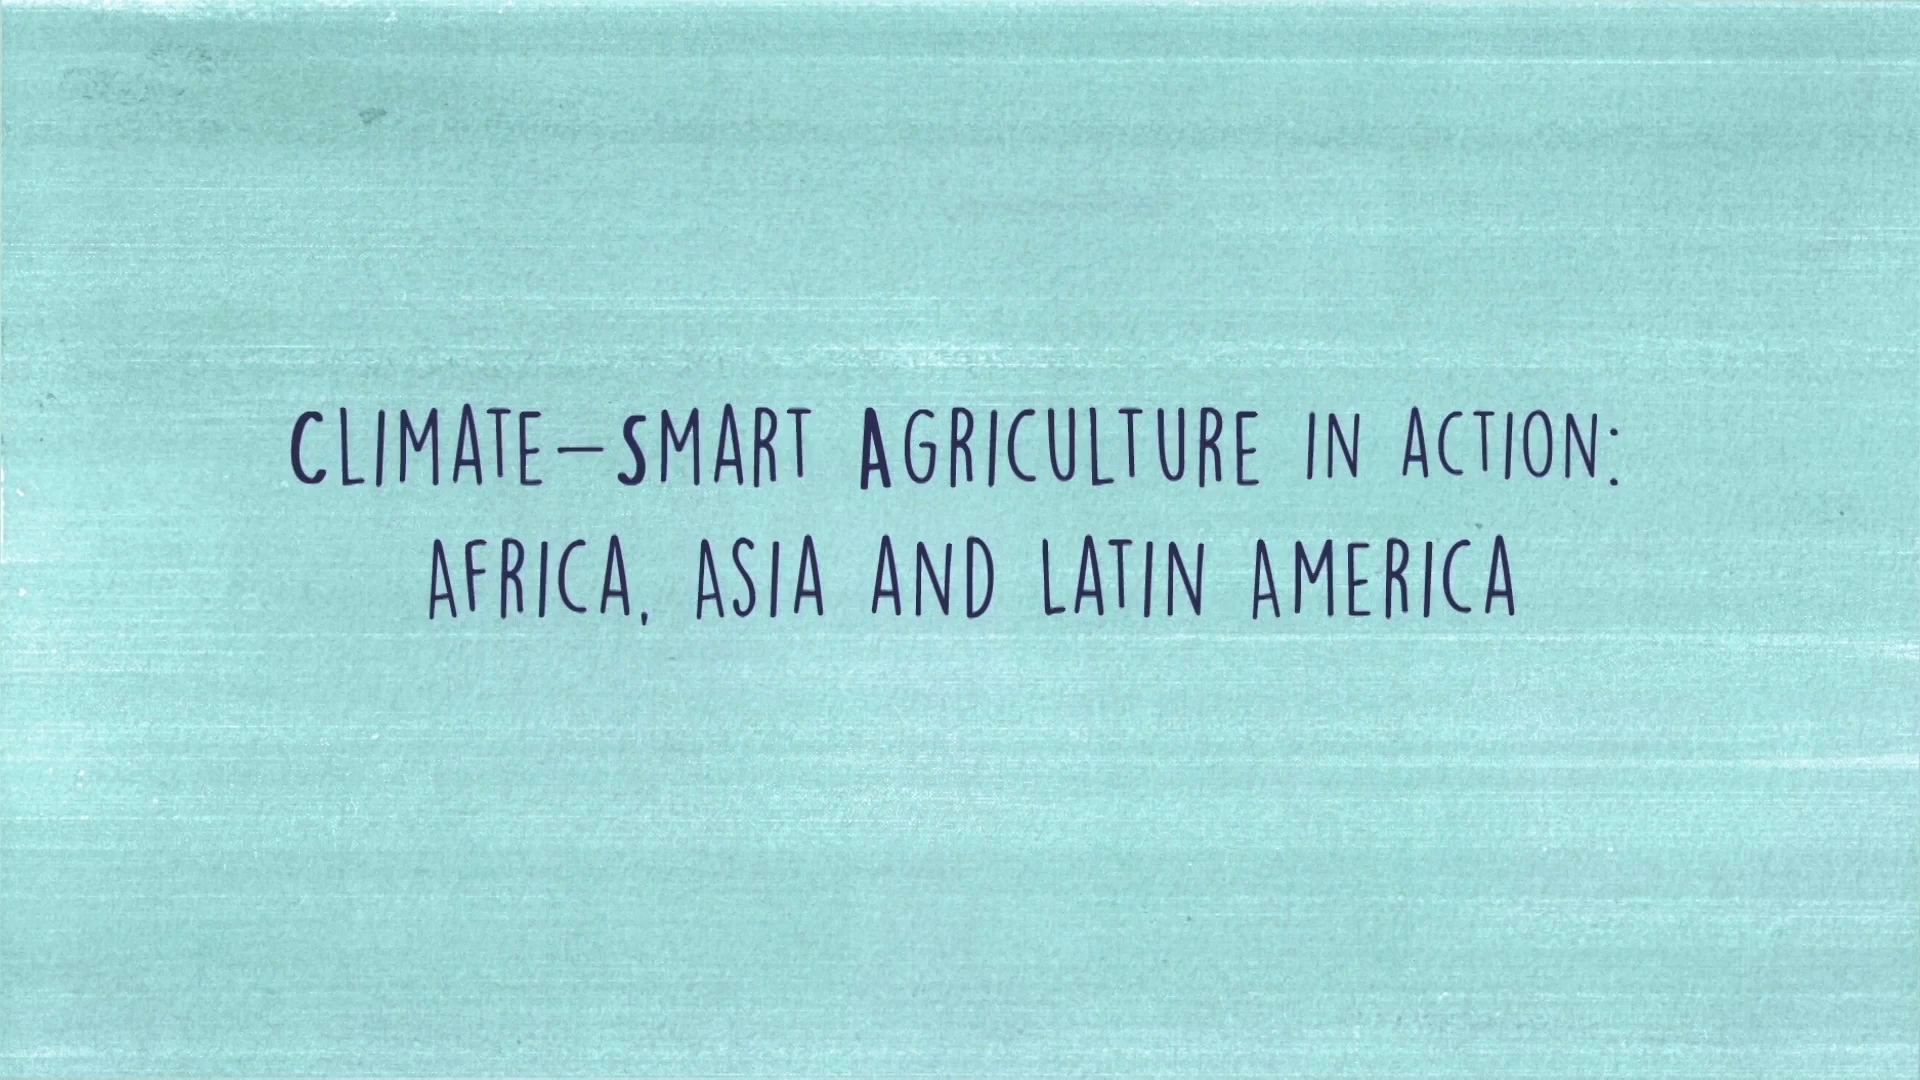 CLIMATE–SMART AGRICULTURE IN ACTION:
AFRICA, ASIA AND LATIN AMERICA